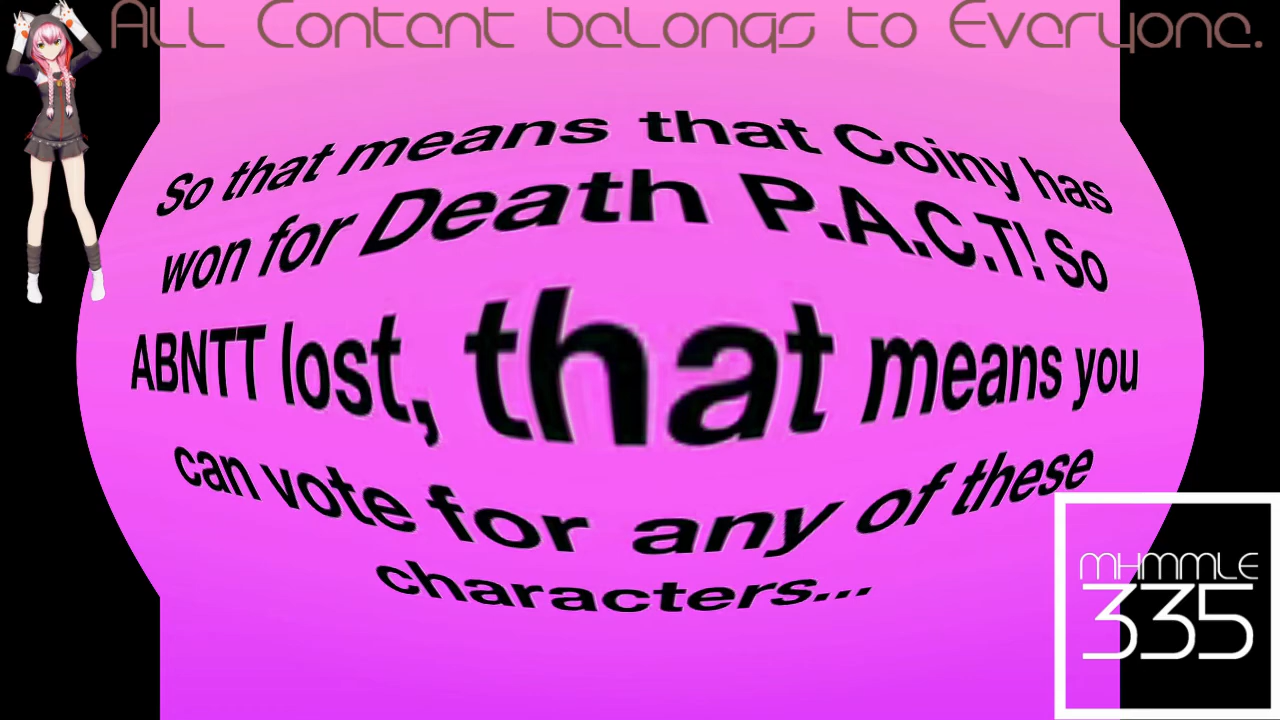 ALL Content belongs to Everyone.
So that means that Coiny has
won for Death P.A.C.T! So
ABNTT lost, that means you
can vote for any of these
characters...
MHMMLE
335